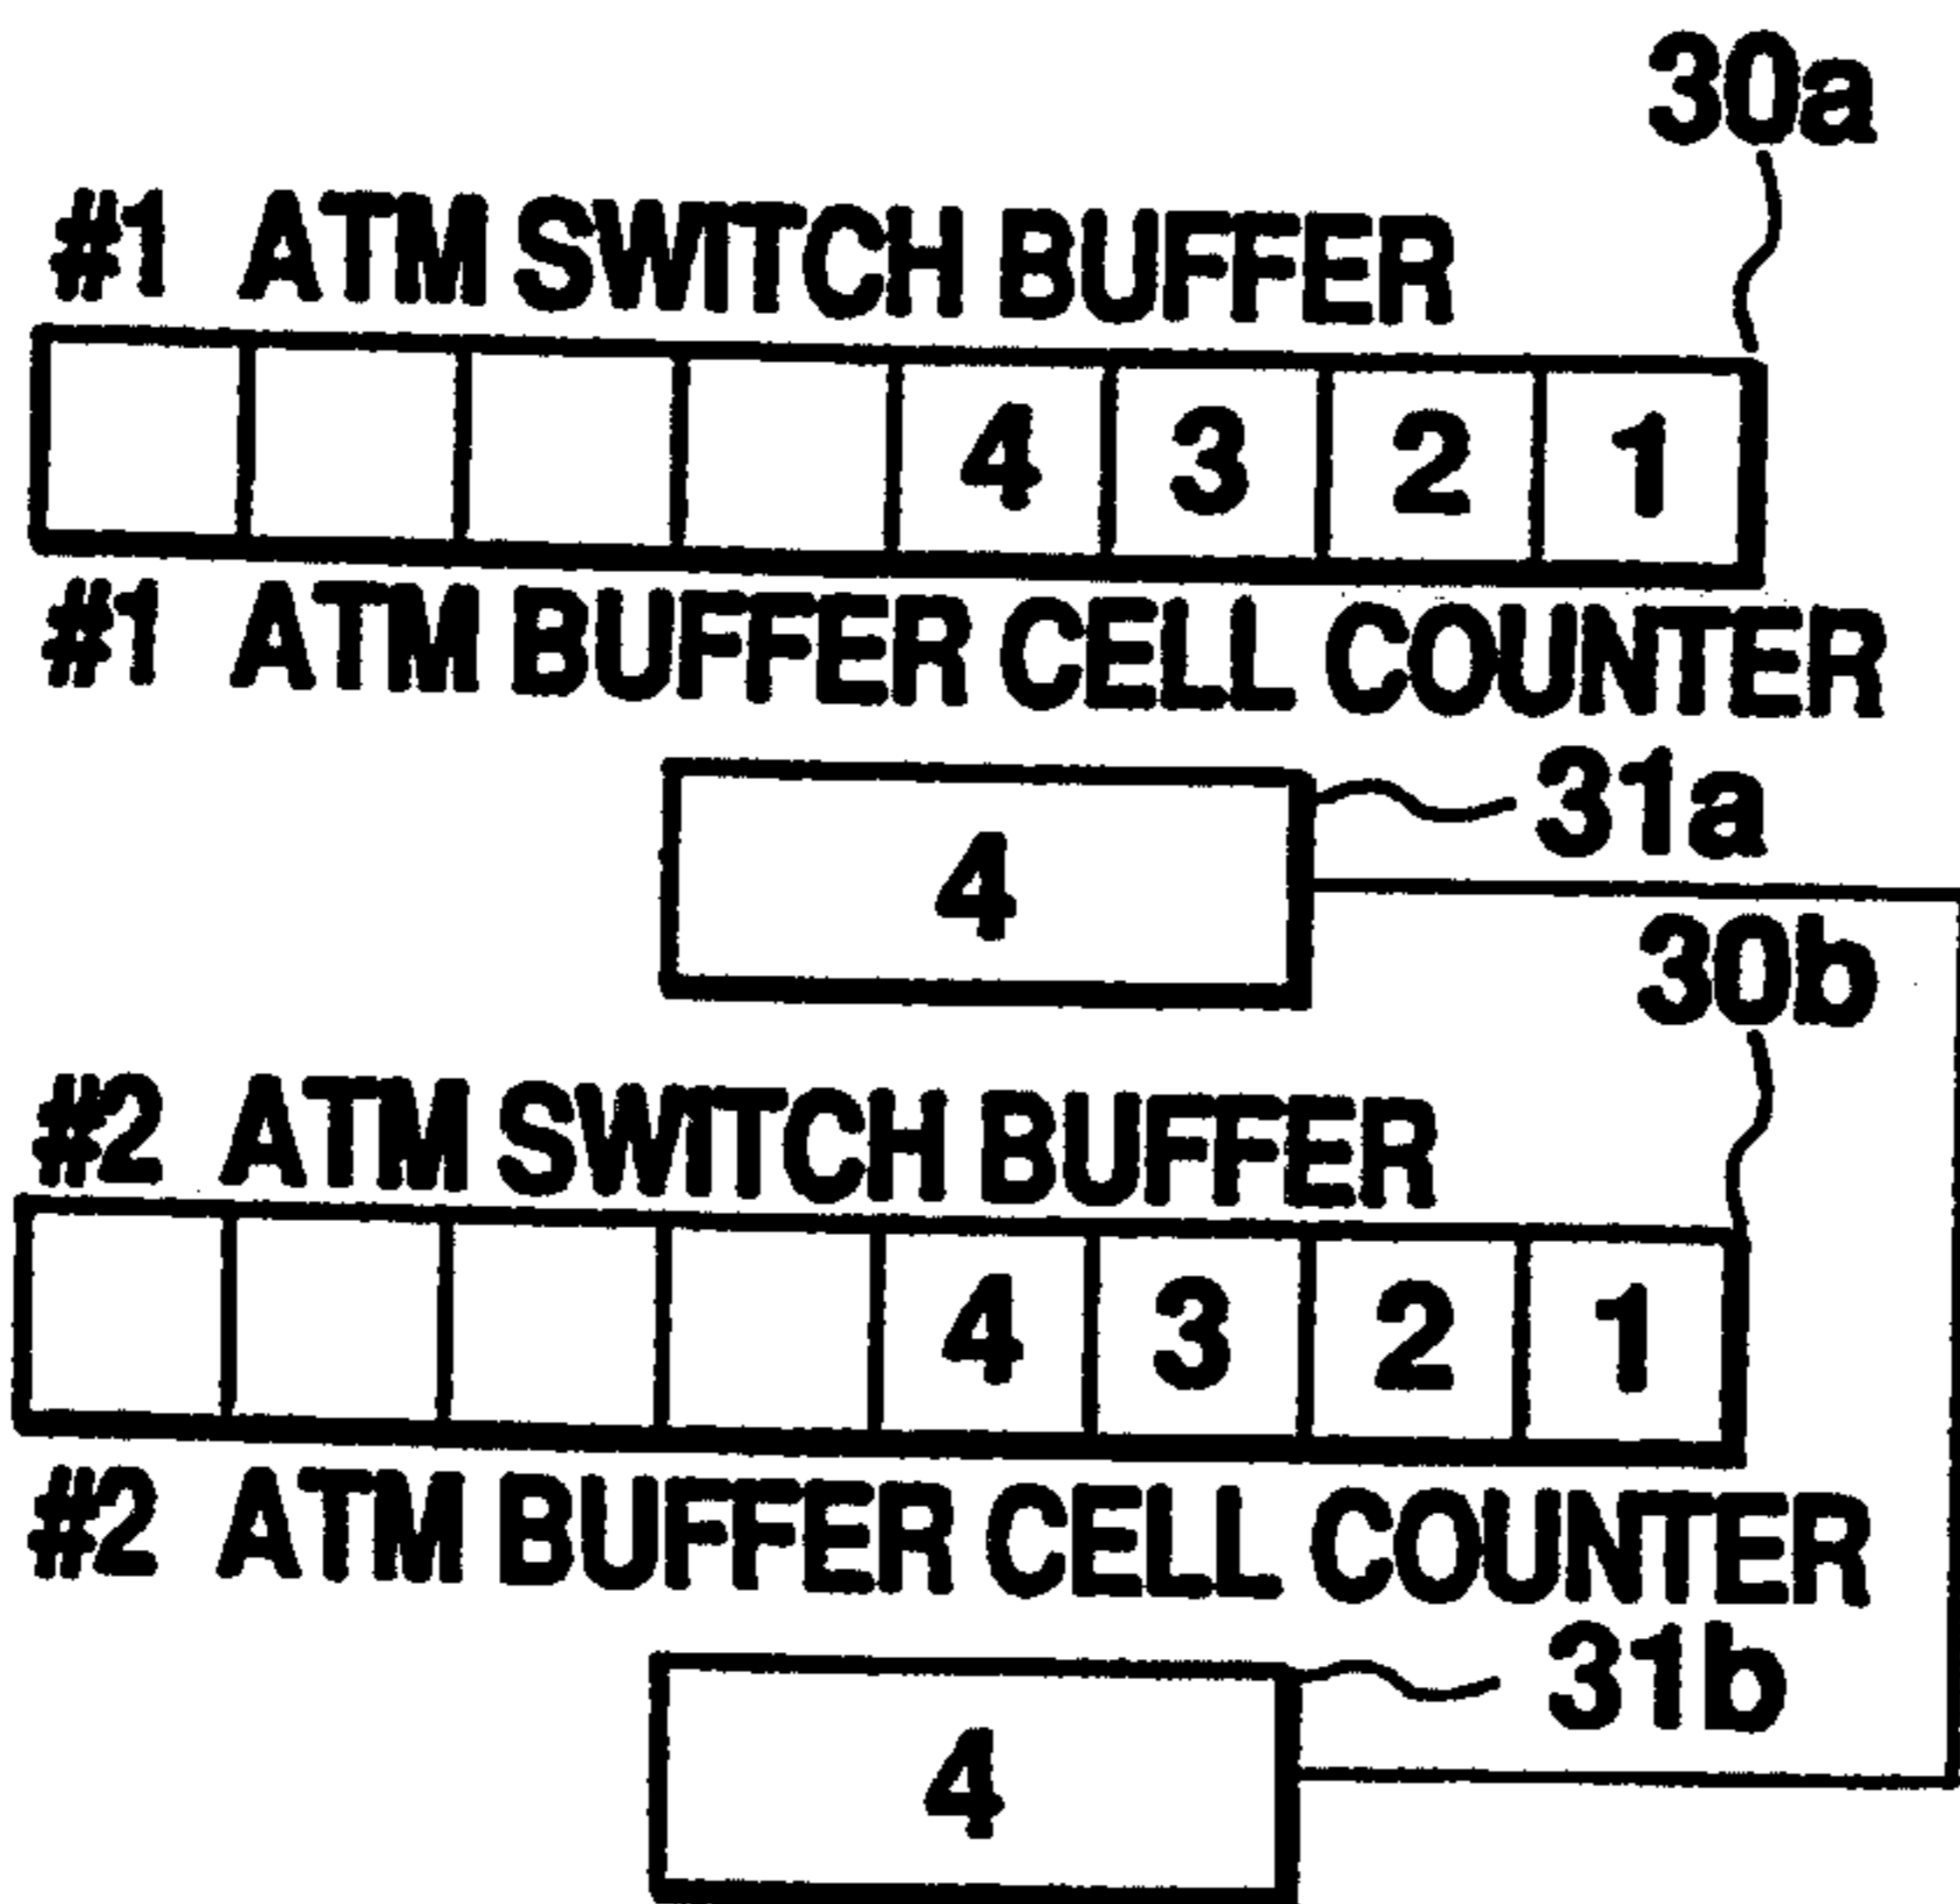 30a
#1 ATM SWITCH BUFFER
4 3 2 1
#1 ATM BUFFER CELL COUNTER
31a
4
30b
#2 ATM SWITCH BUFFER
4 3 2 1
#2 ATM BUFFER CELL COUNTER
31b
4